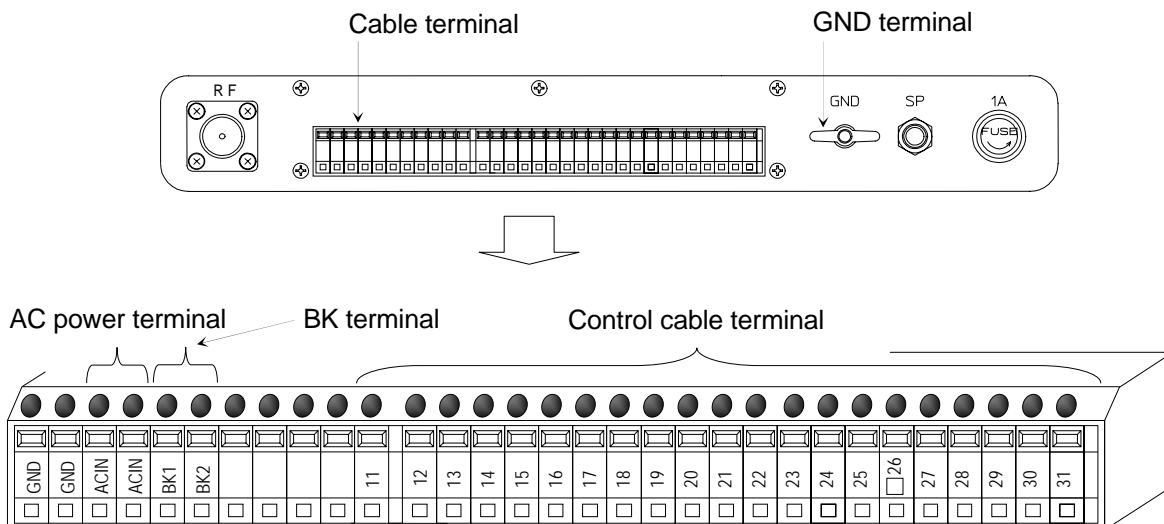 Cable terminal GND terminal
R F GND SP 1A
FUSE
AC power terminal BK terminal Control cable terminal
GND GND ACIN ACIN BK1 BK2 11 12 13 14 15 16 17 18 19 20 21 22 23 24 25 □26 27 28 29 30 31